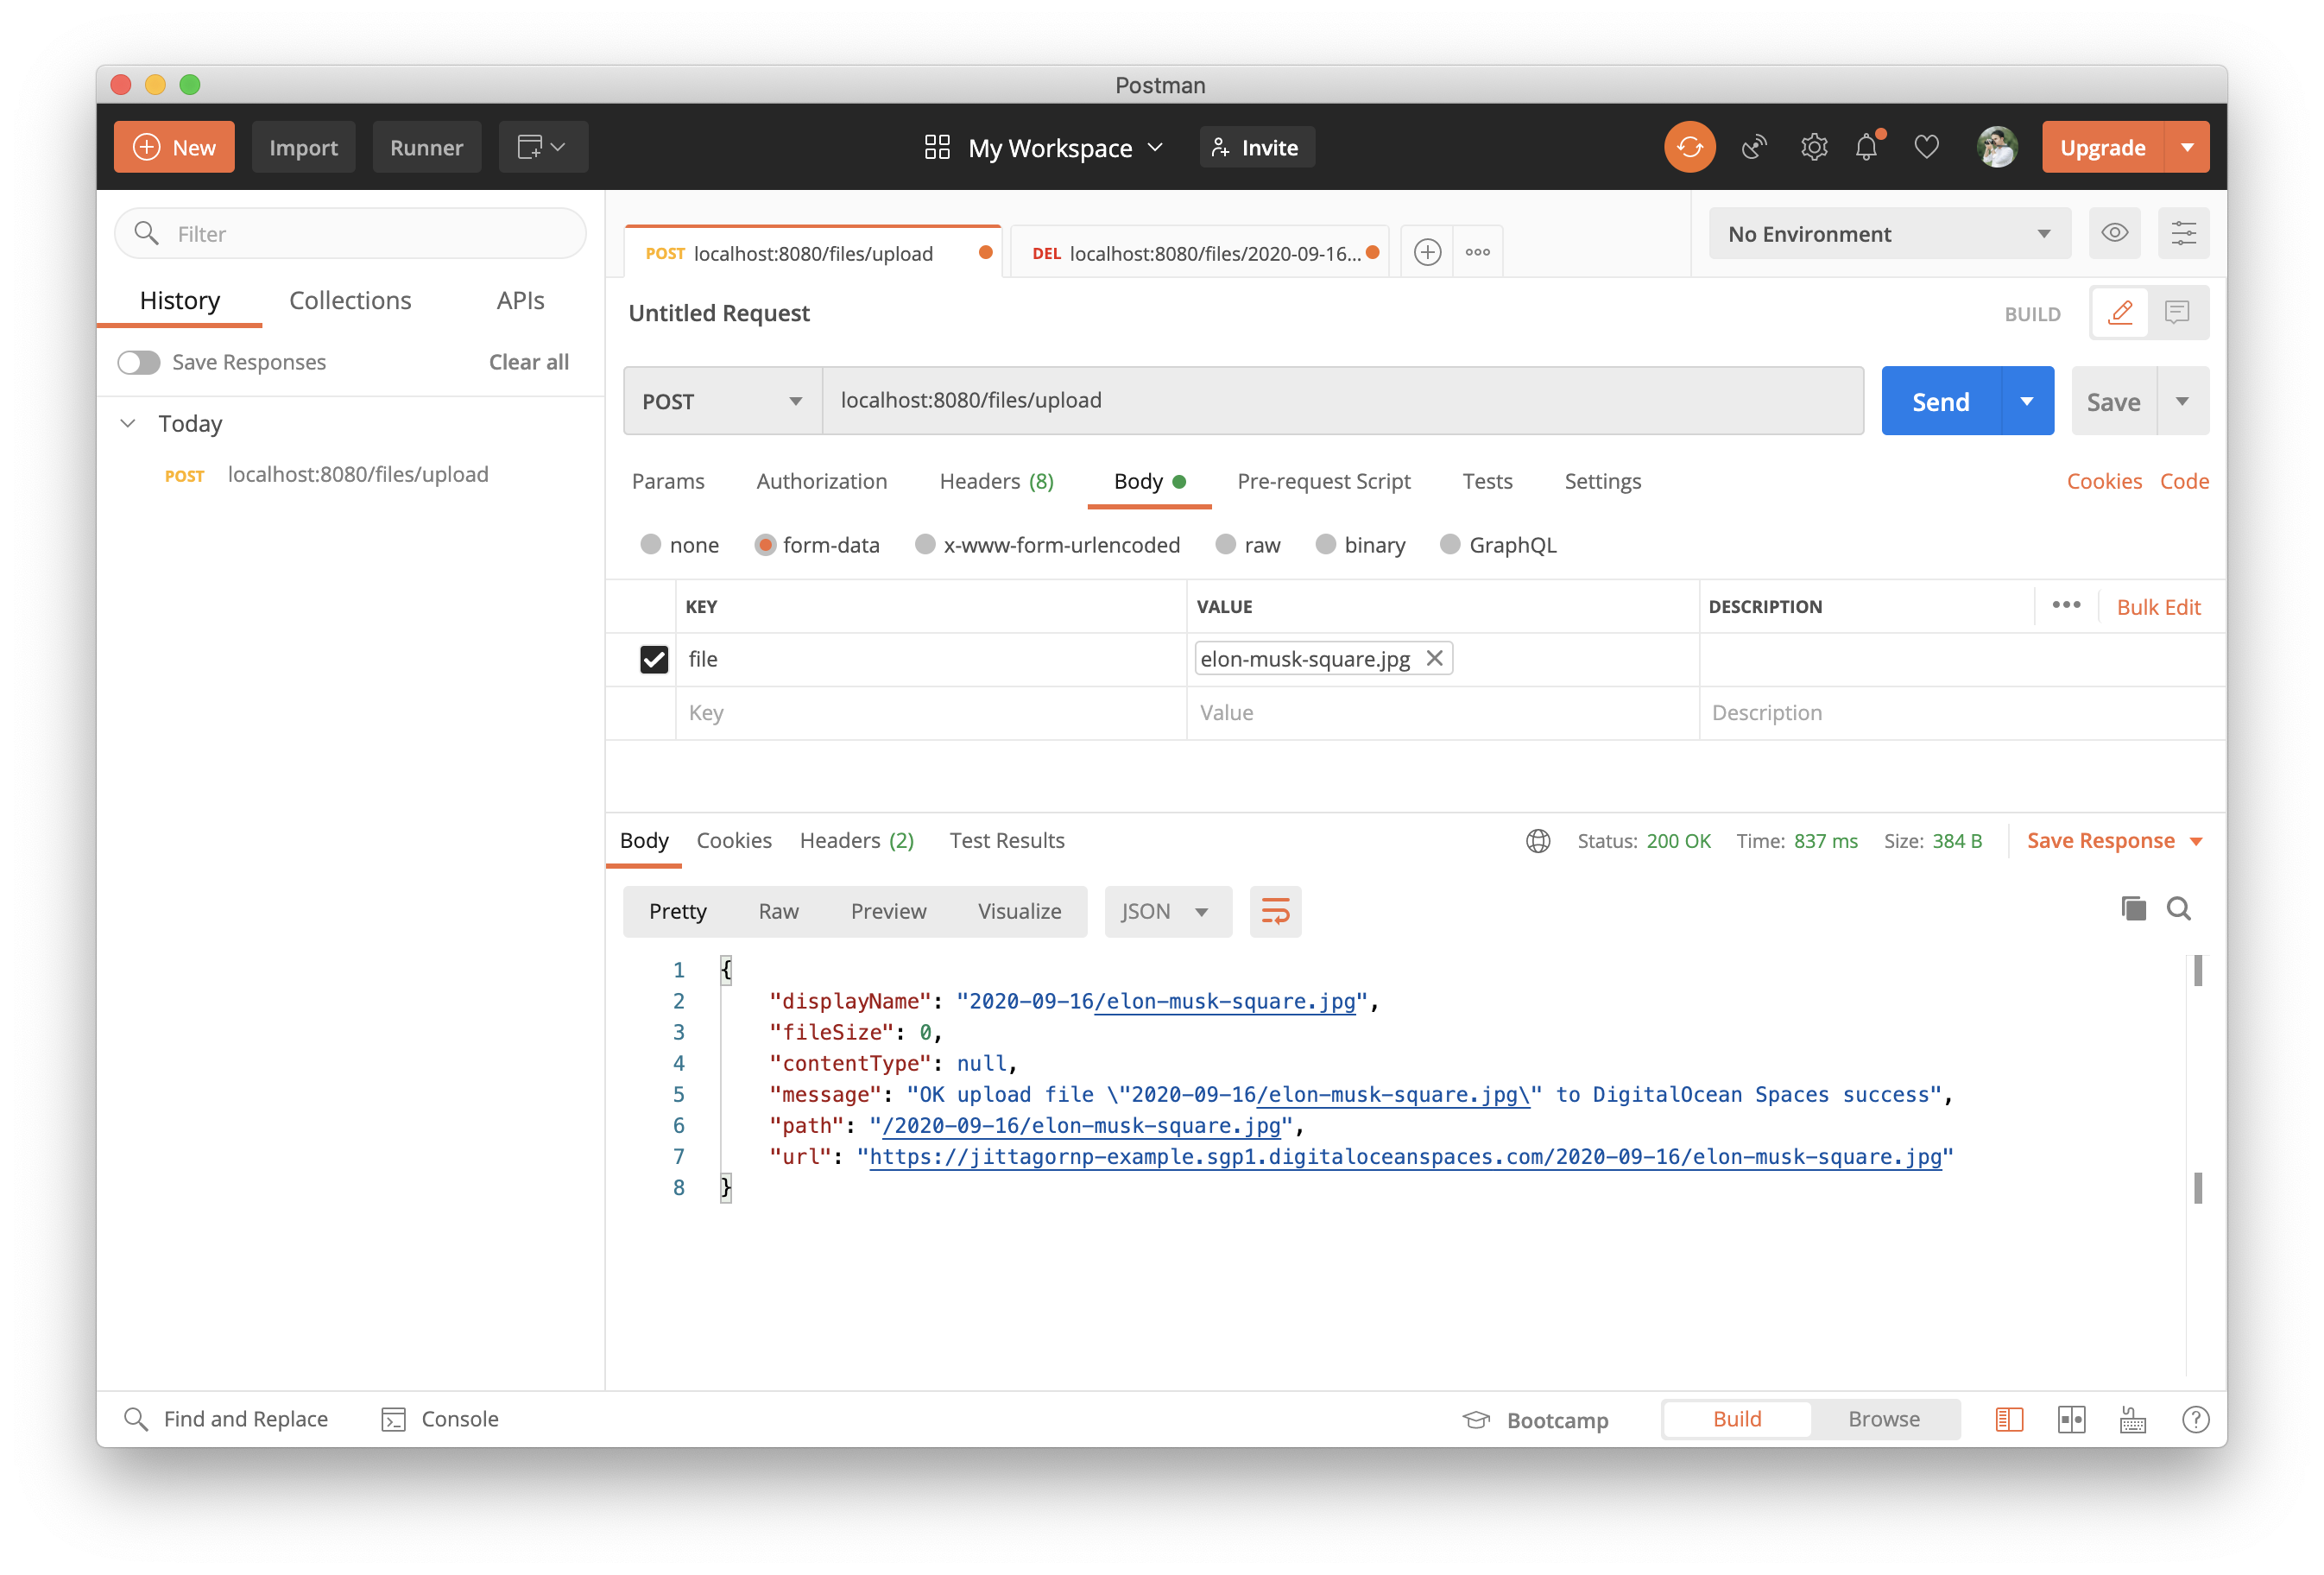 Postman
New Import Runner My Workspace Invite Upgrade
Filter
History Collections APIs
Save Responses Clear all
Today
POST localhost:8080/files/upload
POST localhost:8080/files/upload DEL localhost:8080/files/2020-09-16... No Environment
Untitled Request BUILD
POST localhost:8080/files/upload Send Save
Params Authorization Headers (8) Body Pre-request Script Tests Settings Cookies Code
none form-data x-www-form-urlencoded raw binary GraphQL
KEY VALUE DESCRIPTION ••• Bulk Edit
file elon-musk-square.jpg
Key Value Description
Body Cookies Headers (2) Test Results Status: 200 OK Time: 837 ms Size: 384 B Save Response
Pretty Raw Preview Visualize JSON
1 {
2 "displayName": "2020-09-16/elon-musk-square.jpg",
3 "fileSize": 0,
4 "contentType": null,
5 "message": "OK upload file \"2020-09-16/elon-musk-square.jpg\" to DigitalOcean Spaces success",
6 "path": "/2020-09-16/elon-musk-square.jpg",
7 "url": "https://jittagornp-example.sgp1.digitaloceanspaces.com/2020-09-16/elon-musk-square.jpg"
8 }
Find and Replace Console Bootcamp Build Browse